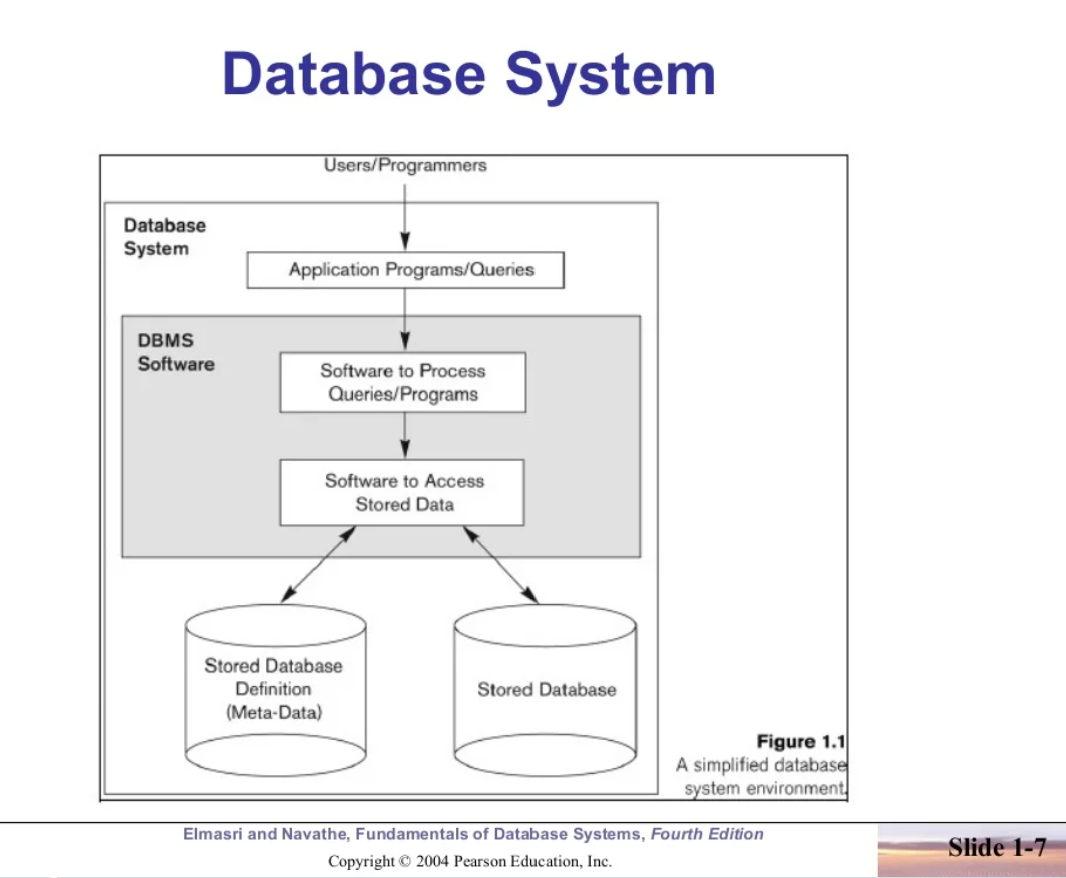 Database System
Users/Programmers
Database
System
Application Programs/Queries
DBMS
Software
Software to Process
Queries/Programs
Software to Access
Stored Data
Stored Database
Definition
(Meta-Data)
Stored Database
Figure 1.1
A simplified database
system environment.
Elmasri and Navathe, Fundamentals of Database Systems, Fourth Edition
Copyright © 2004 Pearson Education, Inc.
Slide 1-7